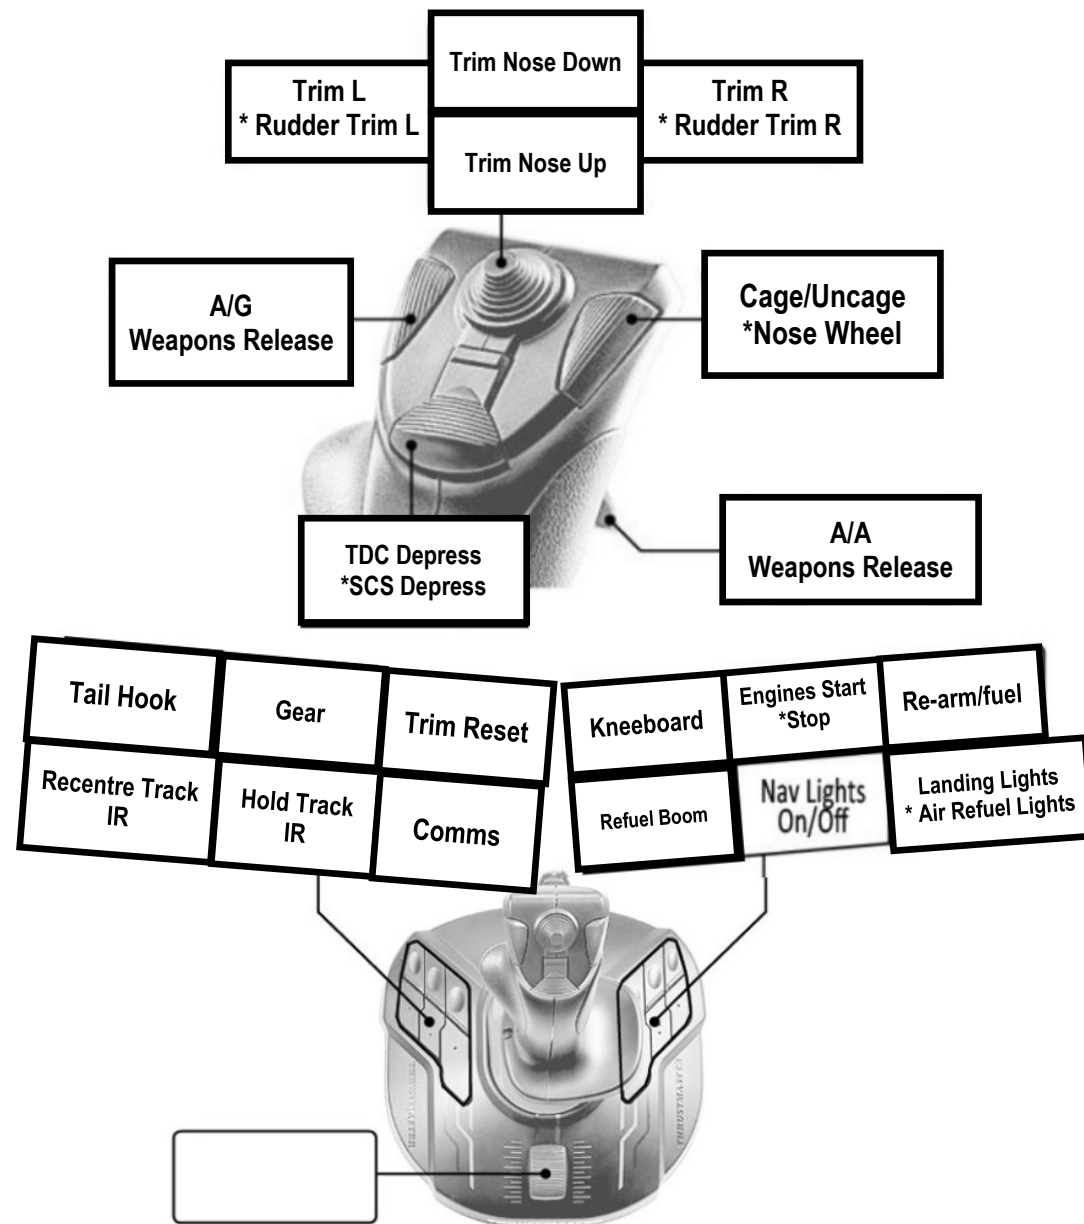 Trim Nose Down
Trim L
* Rudder Trim L
Trim R
* Rudder Trim R
Trim Nose Up
A/G
Weapons Release
Cage/Uncage
*Nose Wheel
TDC Depress
*SCS Depress
A/A
Weapons Release
Tail Hook
Gear
Trim Reset
Kneeboard
Engines Start
*Stop
Re-arm/fuel
Recentre Track
IR
Hold Track
IR
Comms
Refuel Boom
Nav Lights
On/Off
Landing Lights
* Air Refuel Lights
THRUSTMASTER
THRUSTMASTER